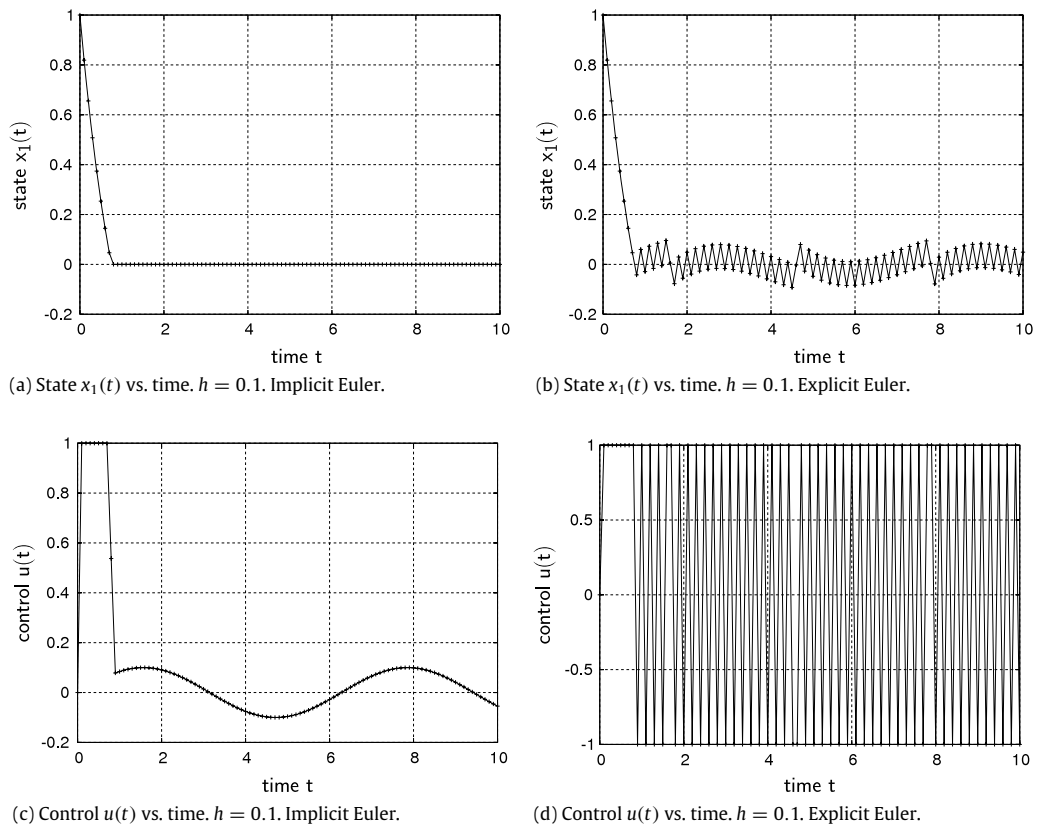 1
0.8
0.6
0.4
0.2
0
-0.2
state x1(t)
0 2 4 6 8 10
time t
(a) State x1(t) vs. time. h = 0.1. Implicit Euler.
1
0.8
0.6
0.4
0.2
0
-0.2
state x1(t)
0 2 4 6 8 10
time t
(b) State x1(t) vs. time. h = 0.1. Explicit Euler.
1
0.8
0.6
0.4
0.2
0
-0.2
control u(t)
0 2 4 6 8 10
time t
(c) Control u(t) vs. time. h = 0.1. Implicit Euler.
1
0.5
0
-0.5
-1
control u(t)
0 2 4 6 8 10
time t
(d) Control u(t) vs. time. h = 0.1. Explicit Euler.